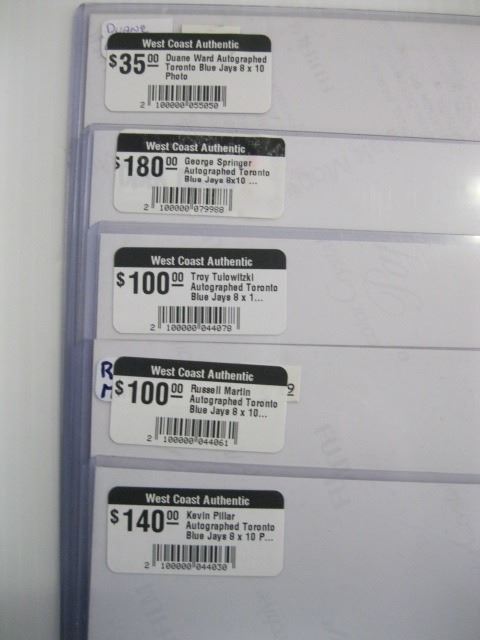 Duane
West Coast Authentic
$35.00 Duane Ward Autographed
Toronto Blue Jays 8 x 10
Photo
2 100000 055050
West Coast Authentic
$180.00 George Springer
Autographed Toronto
Blue Jays 8x10 ...
2 100000 079988
West Coast Authentic
$100.00 Troy Tulowitzki
Autographed Toronto
Blue Jays 8 x 1...
2 100000 044078
R
M
9
West Coast Authentic
$100.00 Russell Martin
Autographed Toronto
Blue Jays 8 x 10...
2 100000 044061
West Coast Authentic
$140.00 Kevin Pillar
Autographed Toronto
Blue Jays 8 x 10 P...
2 100000 044030